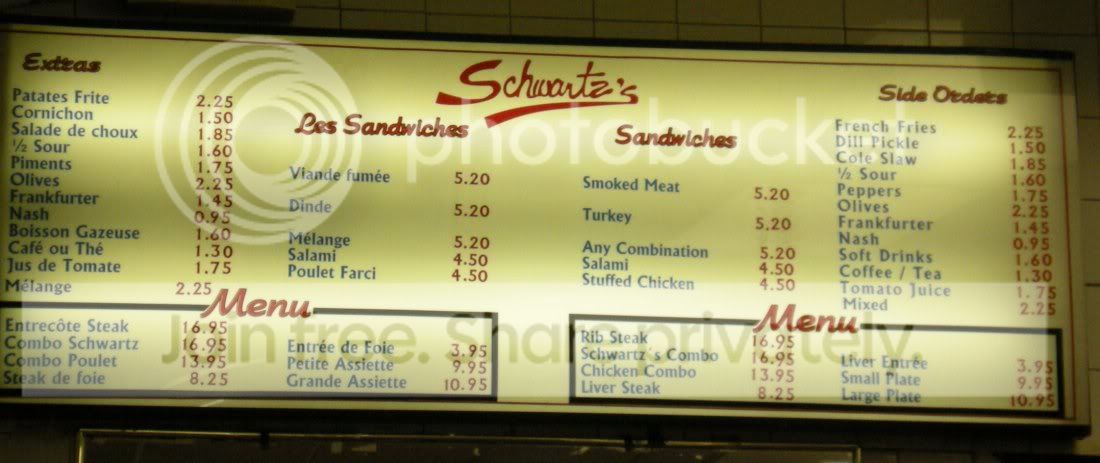 Schwartz's
Extras
Patates Frite 2.25
Cornichon 1.50
Salade de choux 1.85
½ Sour 1.60
Piments 1.75
Olives 2.25
Frankfurter 1.45
Nash 0.95
Boisson Gazeuse 1.60
Café ou Thé 1.30
Jus de Tomate 1.75
Mélange 2.25
Les Sandwiches
Viande fumée 5.20
Dinde 5.20
Mélange 5.20
Salami 4.50
Poulet Farci 4.50
Sandwiches
Smoked Meat 5.20
Turkey 5.20
Any Combination 5.20
Salami 4.50
Stuffed Chicken 4.50
Side Orders
French Fries 2.25
Dill Pickle 1.50
Cole Slaw 1.85
½ Sour 1.60
Peppers 1.75
Olives 2.25
Frankfurter 1.45
Nash 0.95
Soft Drinks 1.60
Coffee / Tea 1.30
Tomato Juice 1.75
Mixed 2.25
Menu
Entrecôte Steak 16.95
Combo Schwartz 16.95
Combo Poulet 13.95
Steak de foie 8.25
Entrée de Foie 3.95
Petite Assiette 9.95
Grande Assiette 10.95
Menu
Rib Steak 16.95
Schwartz's Combo 16.95
Chicken Combo 13.95
Liver Steak 8.25
Liver Entrée 3.95
Small Plate 9.95
Large Plate 10.95
photobuck
Join free. Share privately.